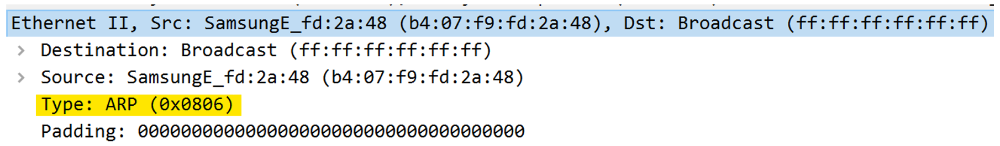 Ethernet II, Src: SamsungE_fd:2a:48 (b4:07:f9:fd:2a:48), Dst: Broadcast (ff:ff:ff:ff:ff:ff)
Destination: Broadcast (ff:ff:ff:ff:ff:ff)
Source: SamsungE_fd:2a:48 (b4:07:f9:fd:2a:48)
Type: ARP (0x0806)
Padding: 000000000000000000000000000000000000